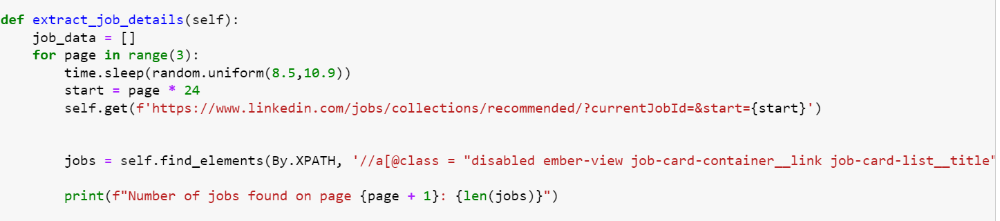 def extract_job_details(self):
    job_data = []
    for page in range(3):
        time.sleep(random.uniform(8.5,10.9))
        start = page * 24
        self.get(f'https://www.linkedin.com/jobs/collections/recommended/?currentJobId=&start={start}')
        jobs = self.find_elements(By.XPATH, '//a[@class = "disabled ember-view job-card-container__link job-card-list__title"
        print(f"Number of jobs found on page {page + 1}: {len(jobs)}")